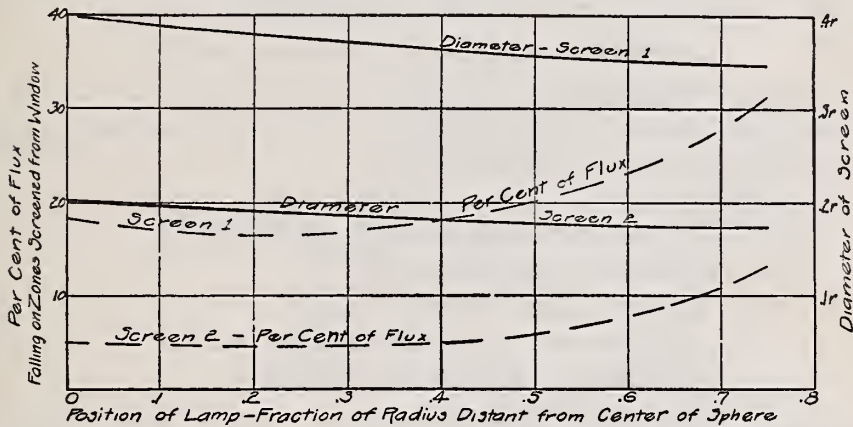 40
30
20
10
0
.1
.2
.3
.4
.5
.6
.7
.8
.4r
.3r
.2r
.1r
Per Cent of Flux
Falling on Zones Screened from Window
Diameter of Screen
Diameter - Screen 1
Per Cent of Flux
Screen 1
Diameter
Screen 2
Screen 2 - Per Cent of Flux
Position of Lamp-Fraction of Radius Distant from Center of Sphere